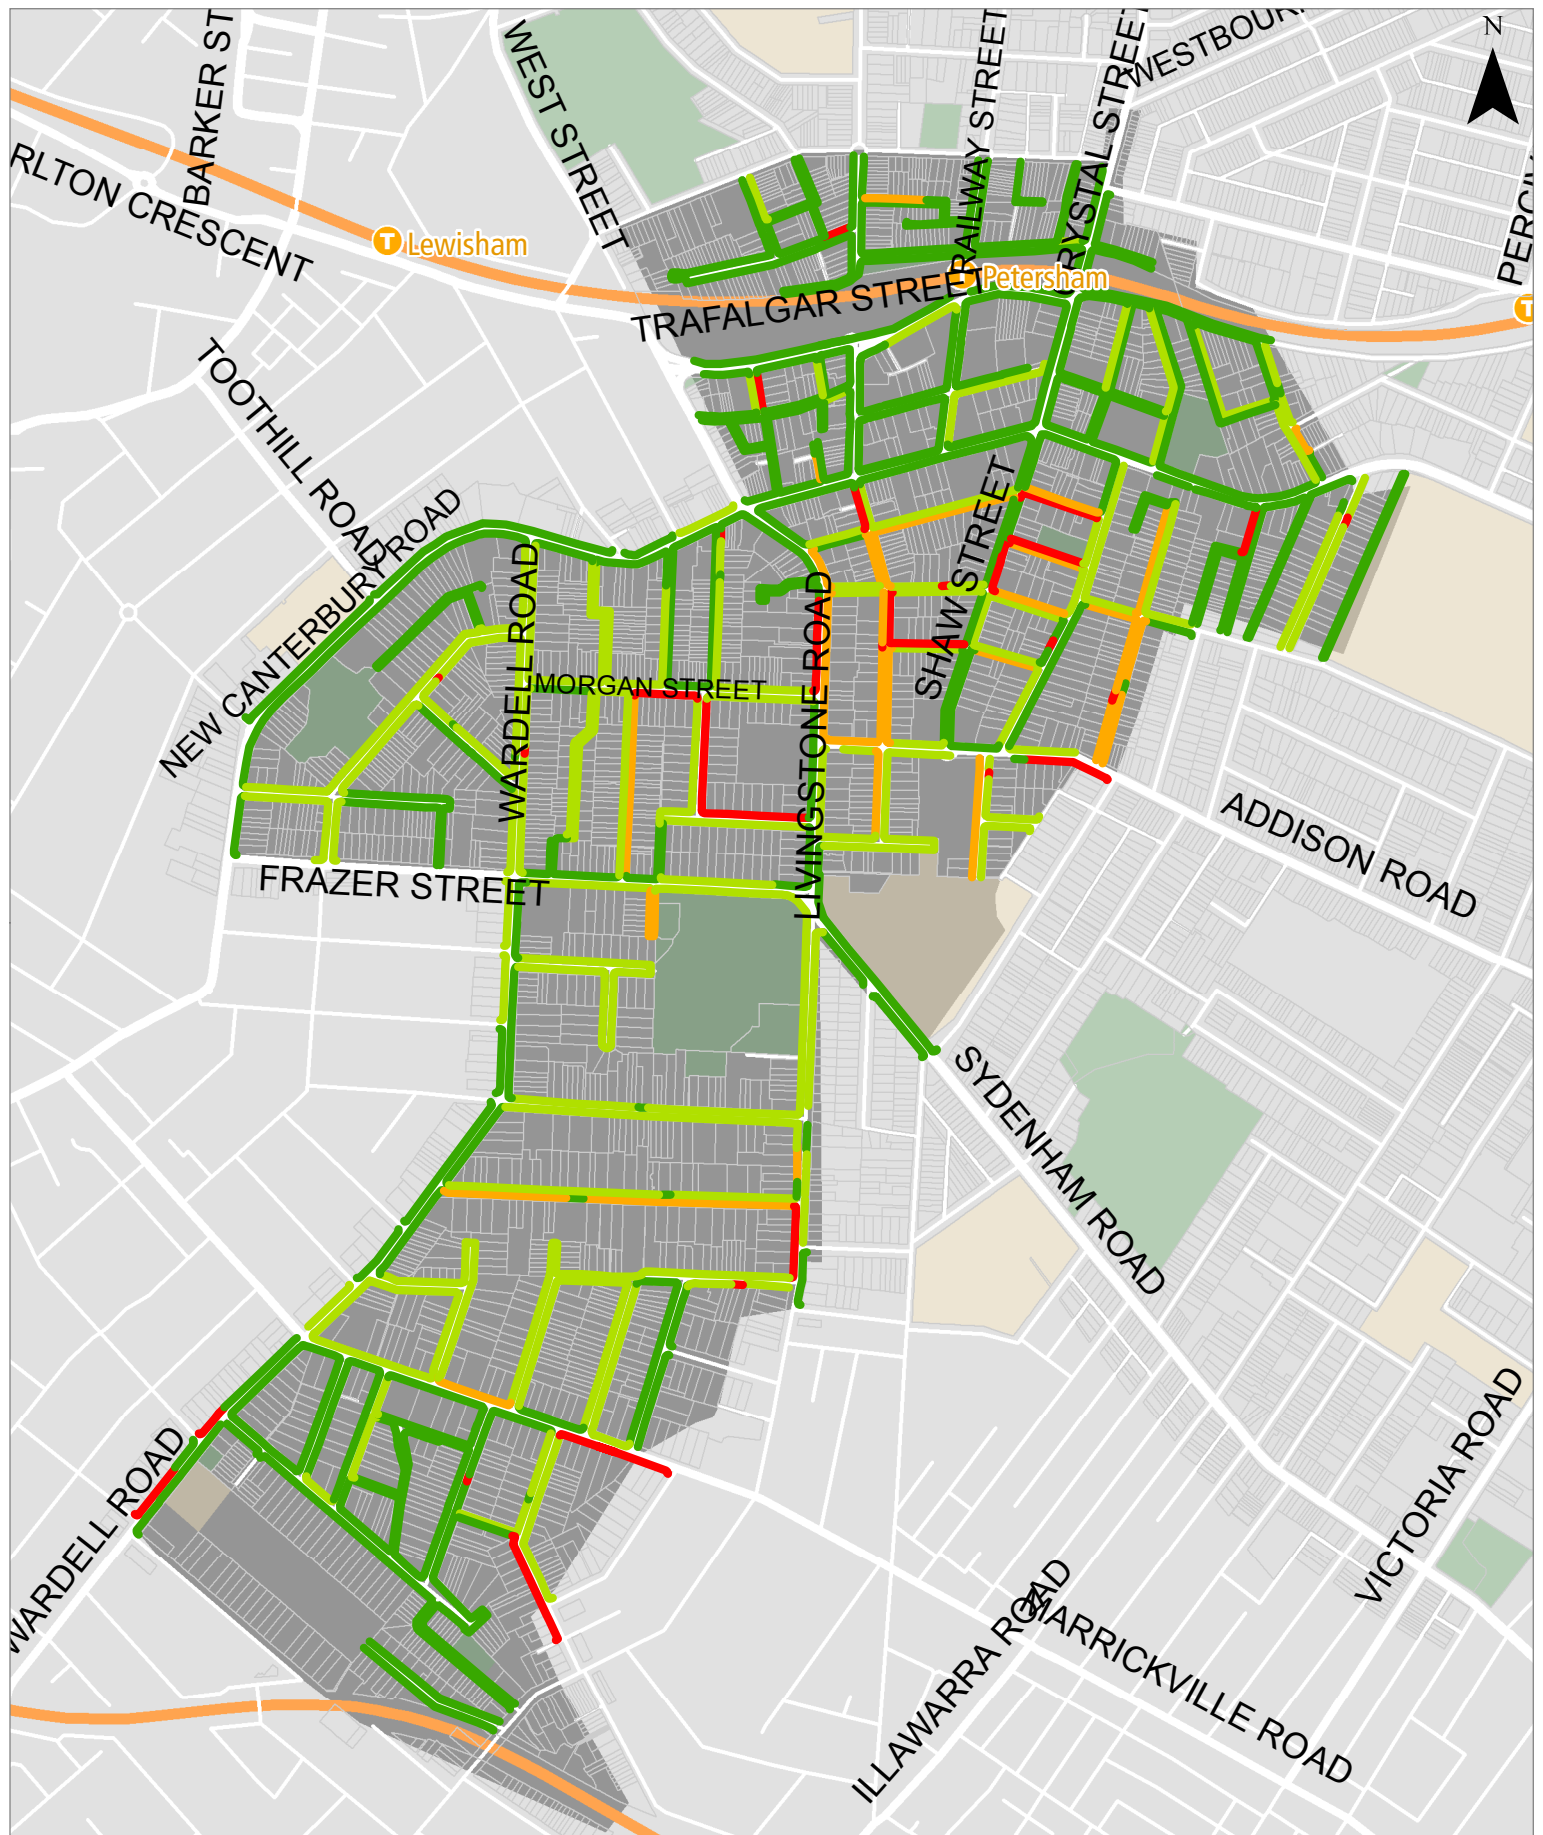 BARKER ST
WEST STREET
RAILWAY STREET
CRYSTAL STREET
WESTBOUR
N
RLTON CRESCENT
Lewisham
PERCIV
Petersham
TRAFALGAR STREET
TOOTHILL ROAD
NEW CANTERBURY ROAD
WARDELL ROAD
SHAW STREET
LIVINGSTONE ROAD
MORGAN STREET
ADDISON ROAD
FRAZER STREET
SYDENHAM ROAD
VICTORIA ROAD
WARDELL ROAD
ILLAWARRA ROAD
MARRICKVILLE ROAD